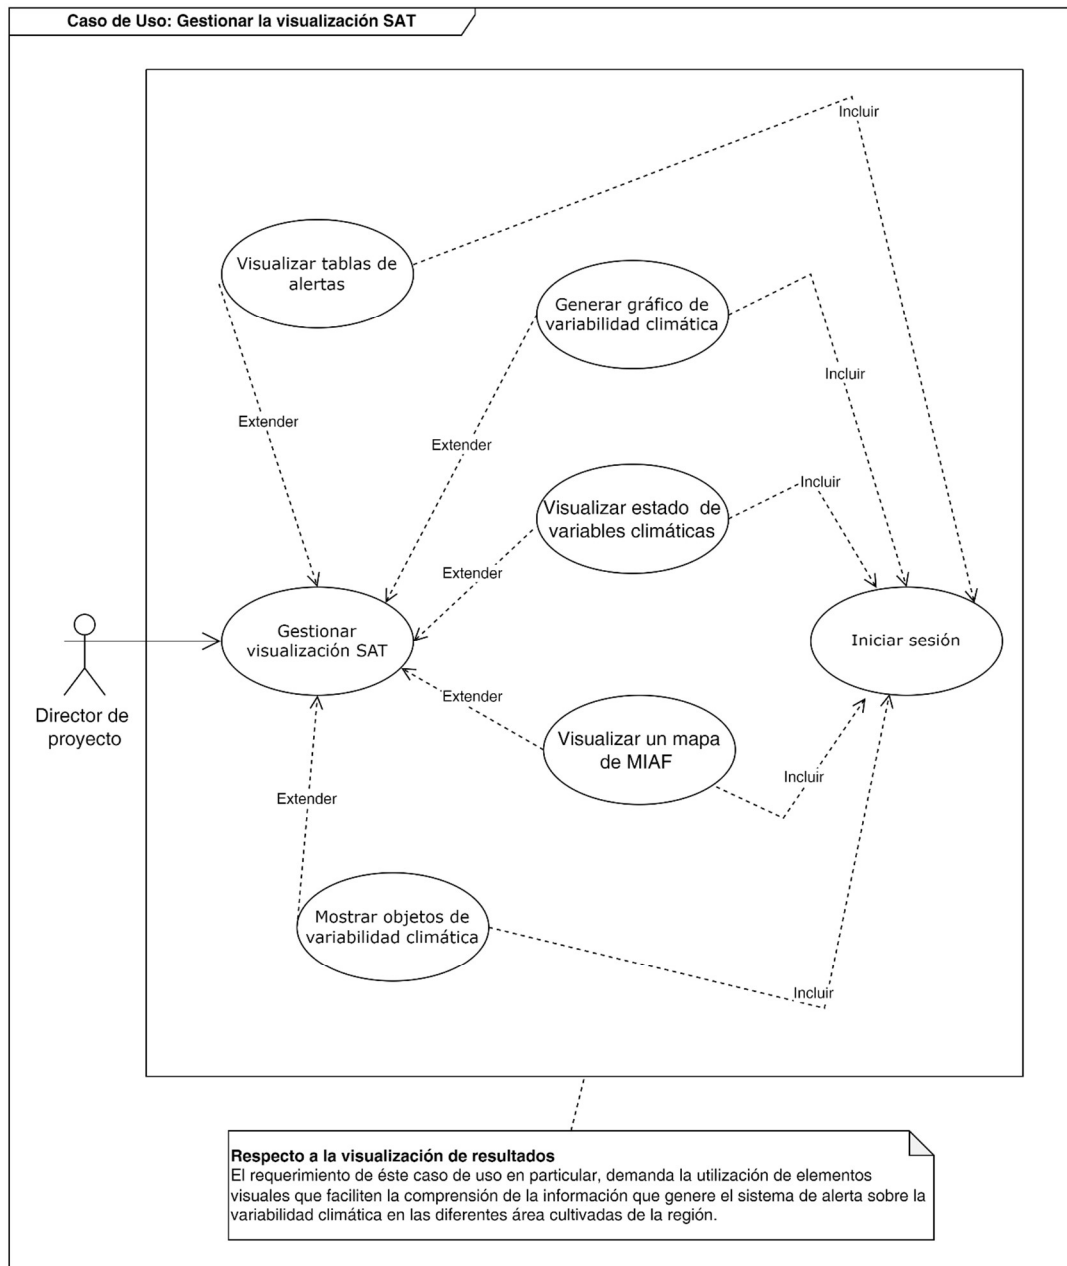 Caso de Uso: Gestionar la visualización SAT
Incluir
Visualizar tablas de
alertas
Generar gráfico de
variabilidad climática
Incluir
Extender
Extender
Visualizar estado de
variables climáticas
Incluir
Extender
Gestionar
visualización SAT
Iniciar sesión
Director de
proyecto
Extender
Visualizar un mapa
de MIAF
Incluir
Extender
Mostrar objetos de
variabilidad climática
Incluir
Respecto a la visualización de resultados
El requerimiento de éste caso de uso en particular, demanda la utilización de elementos
visuales que faciliten la comprensión de la información que genere el sistema de alerta sobre la
variabilidad climática en las diferentes área cultivadas de la región.